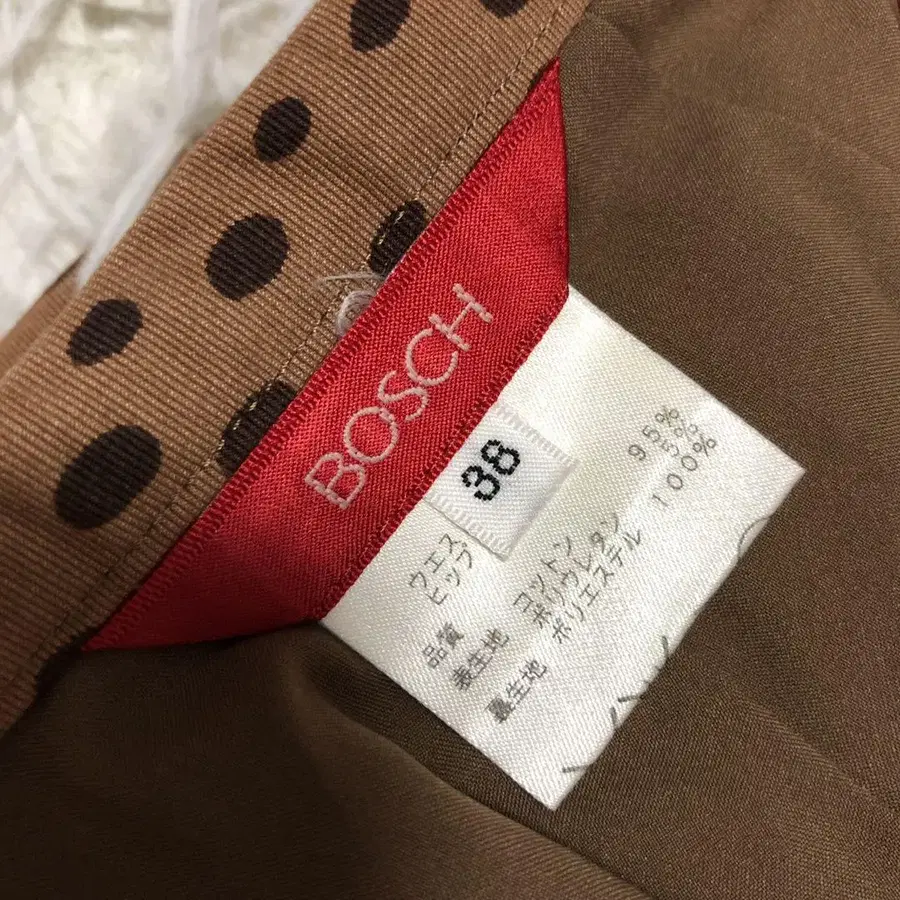 BOSCH
38
ウエスト
ヒップ
品質
表生地 コットン 95%
ポリウレタン 5%
裏生地 ポリエステル 100%